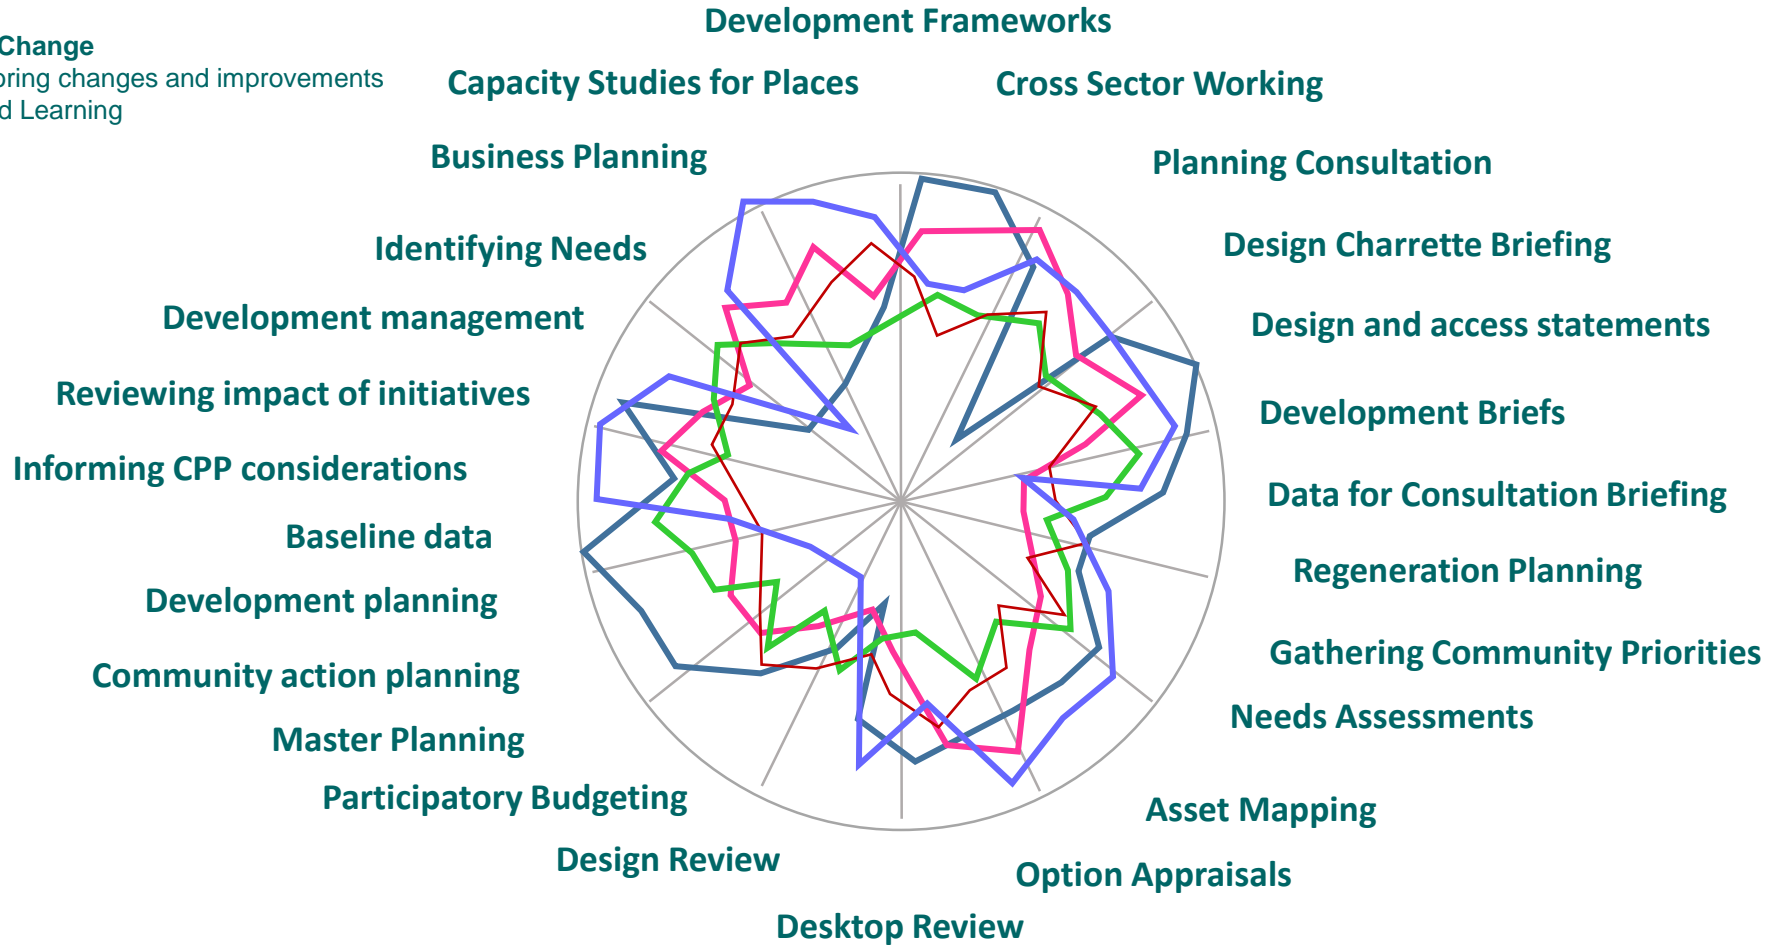 Change
oring changes and improvements
d Learning
Development Frameworks
Capacity Studies for Places
Cross Sector Working
Business Planning
Planning Consultation
Identifying Needs
Design Charrette Briefing
Development management
Design and access statements
Reviewing impact of initiatives
Development Briefs
Informing CPP considerations
Data for Consultation Briefing
Baseline data
Regeneration Planning
Development planning
Gathering Community Priorities
Community action planning
Needs Assessments
Master Planning
Participatory Budgeting
Asset Mapping
Design Review
Option Appraisals
Desktop Review